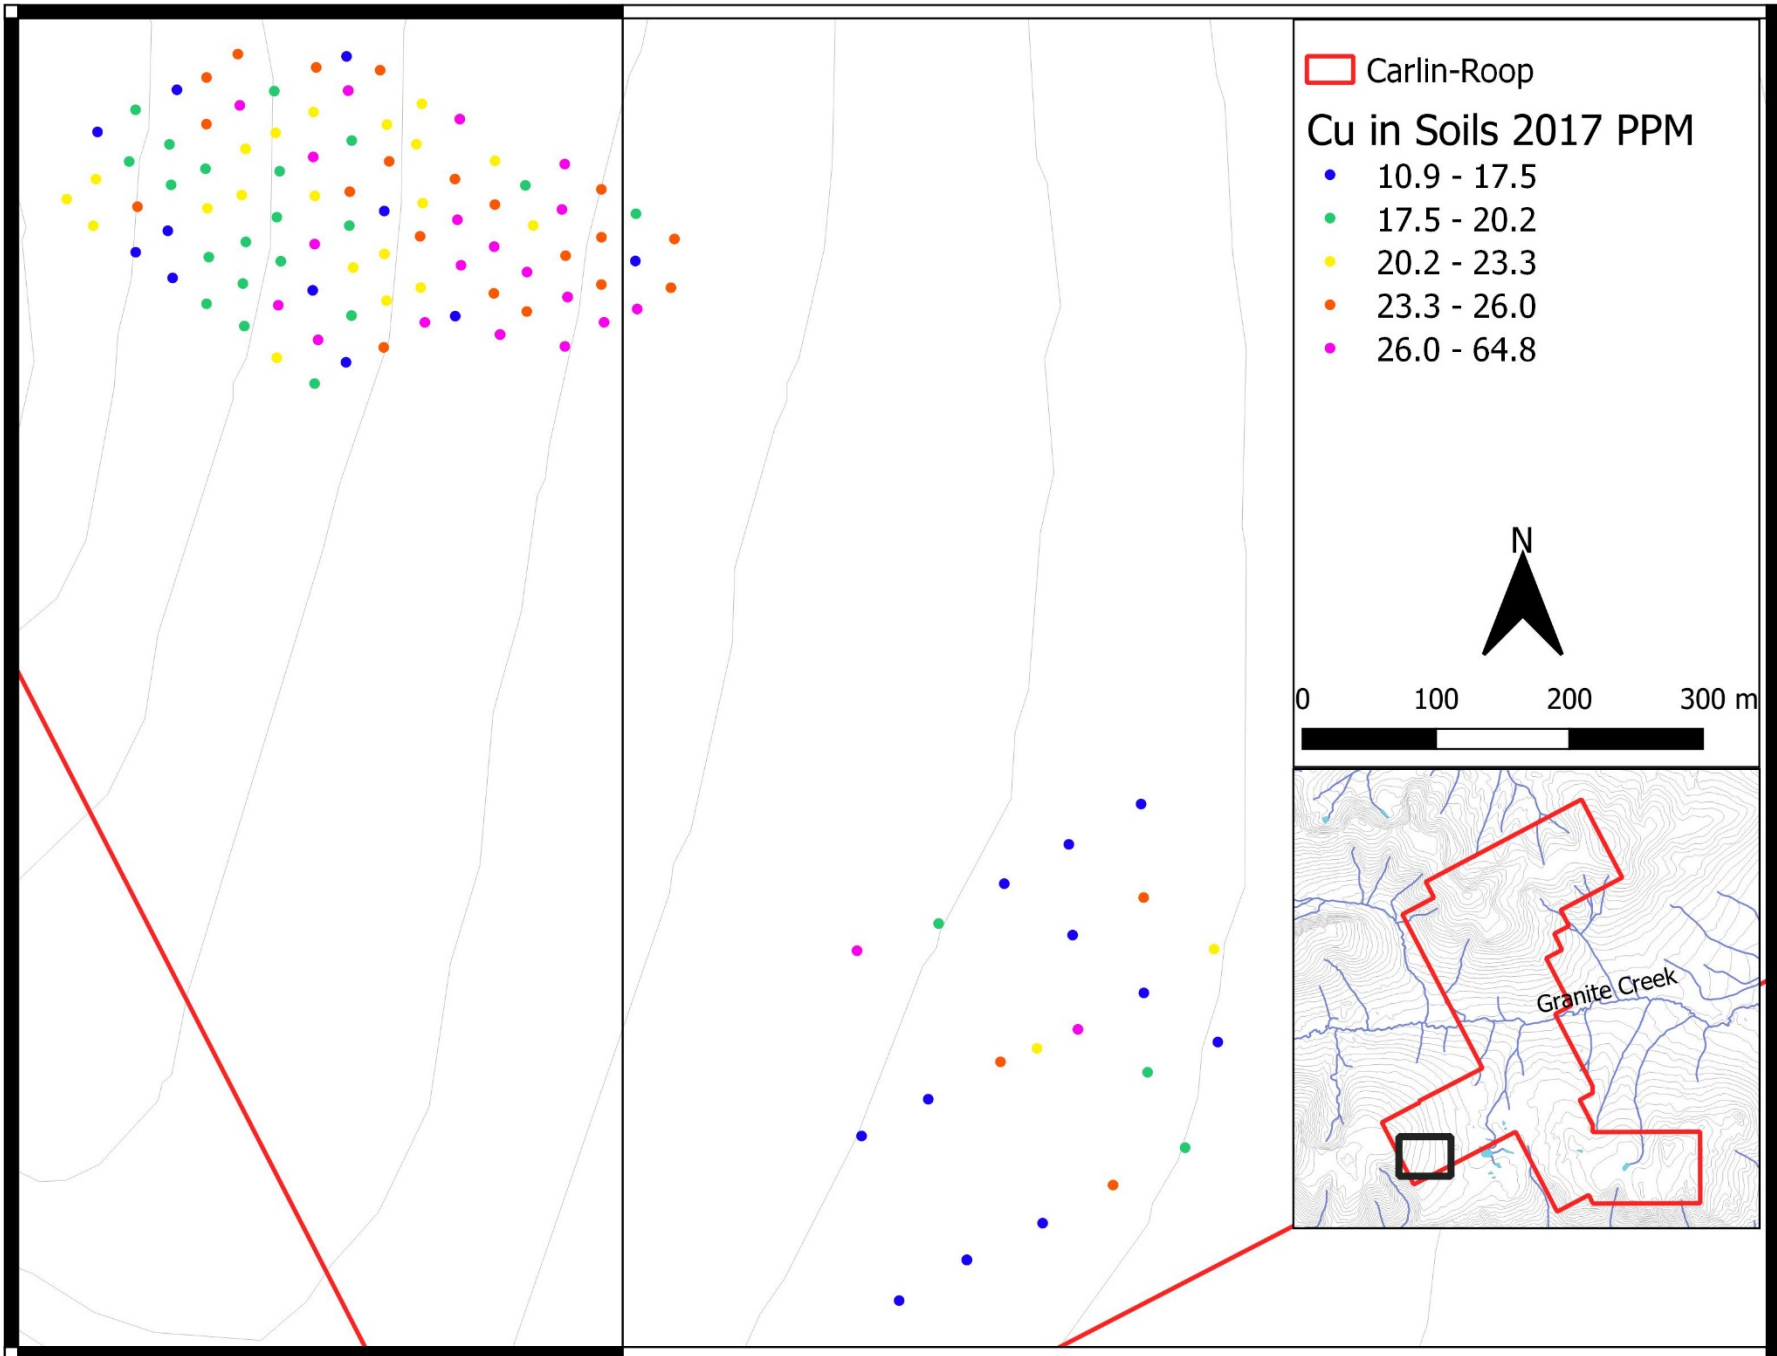 Carlin-Roop
Cu in Soils 2017 PPM
10.9 - 17.5
17.5 - 20.2
20.2 - 23.3
23.3 - 26.0
26.0 - 64.8
N
0 100 200 300 m
Granite Creek